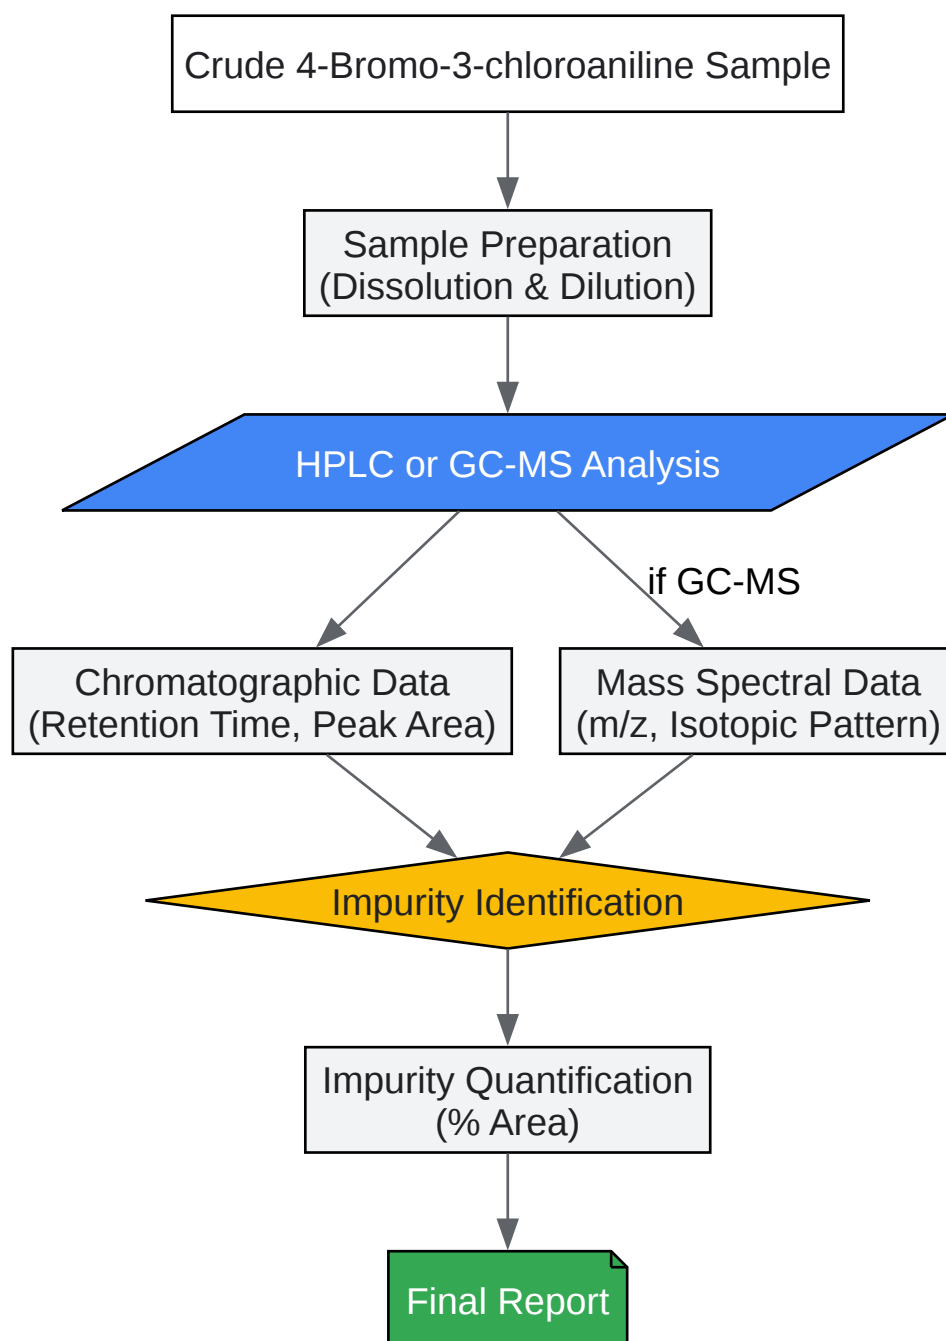 Crude 4-Bromo-3-chloroaniline Sample
Sample Preparation
(Dissolution & Dilution)
HPLC or GC-MS Analysis
if GC-MS
Chromatographic Data
(Retention Time, Peak Area)
Mass Spectral Data
(m/z, Isotopic Pattern)
Impurity Identification
Impurity Quantification
(% Area)
Final Report